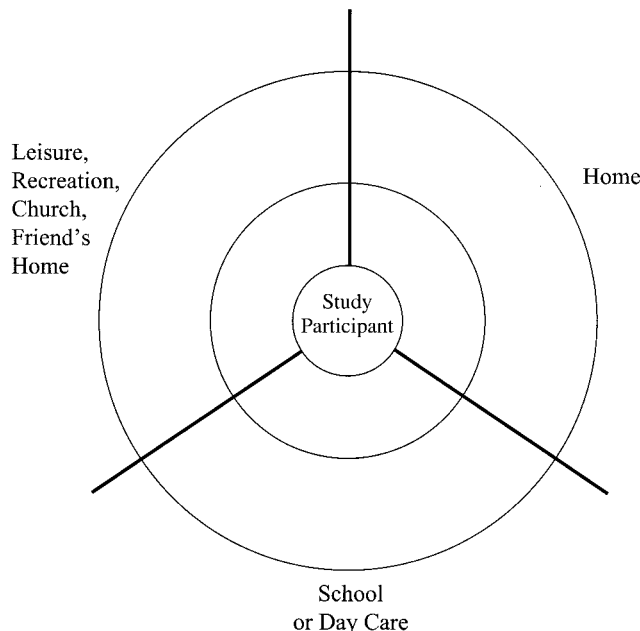 Leisure,
Recreation,
Church,
Friend's
Home
Home
Study
Participant
School
or Day Care